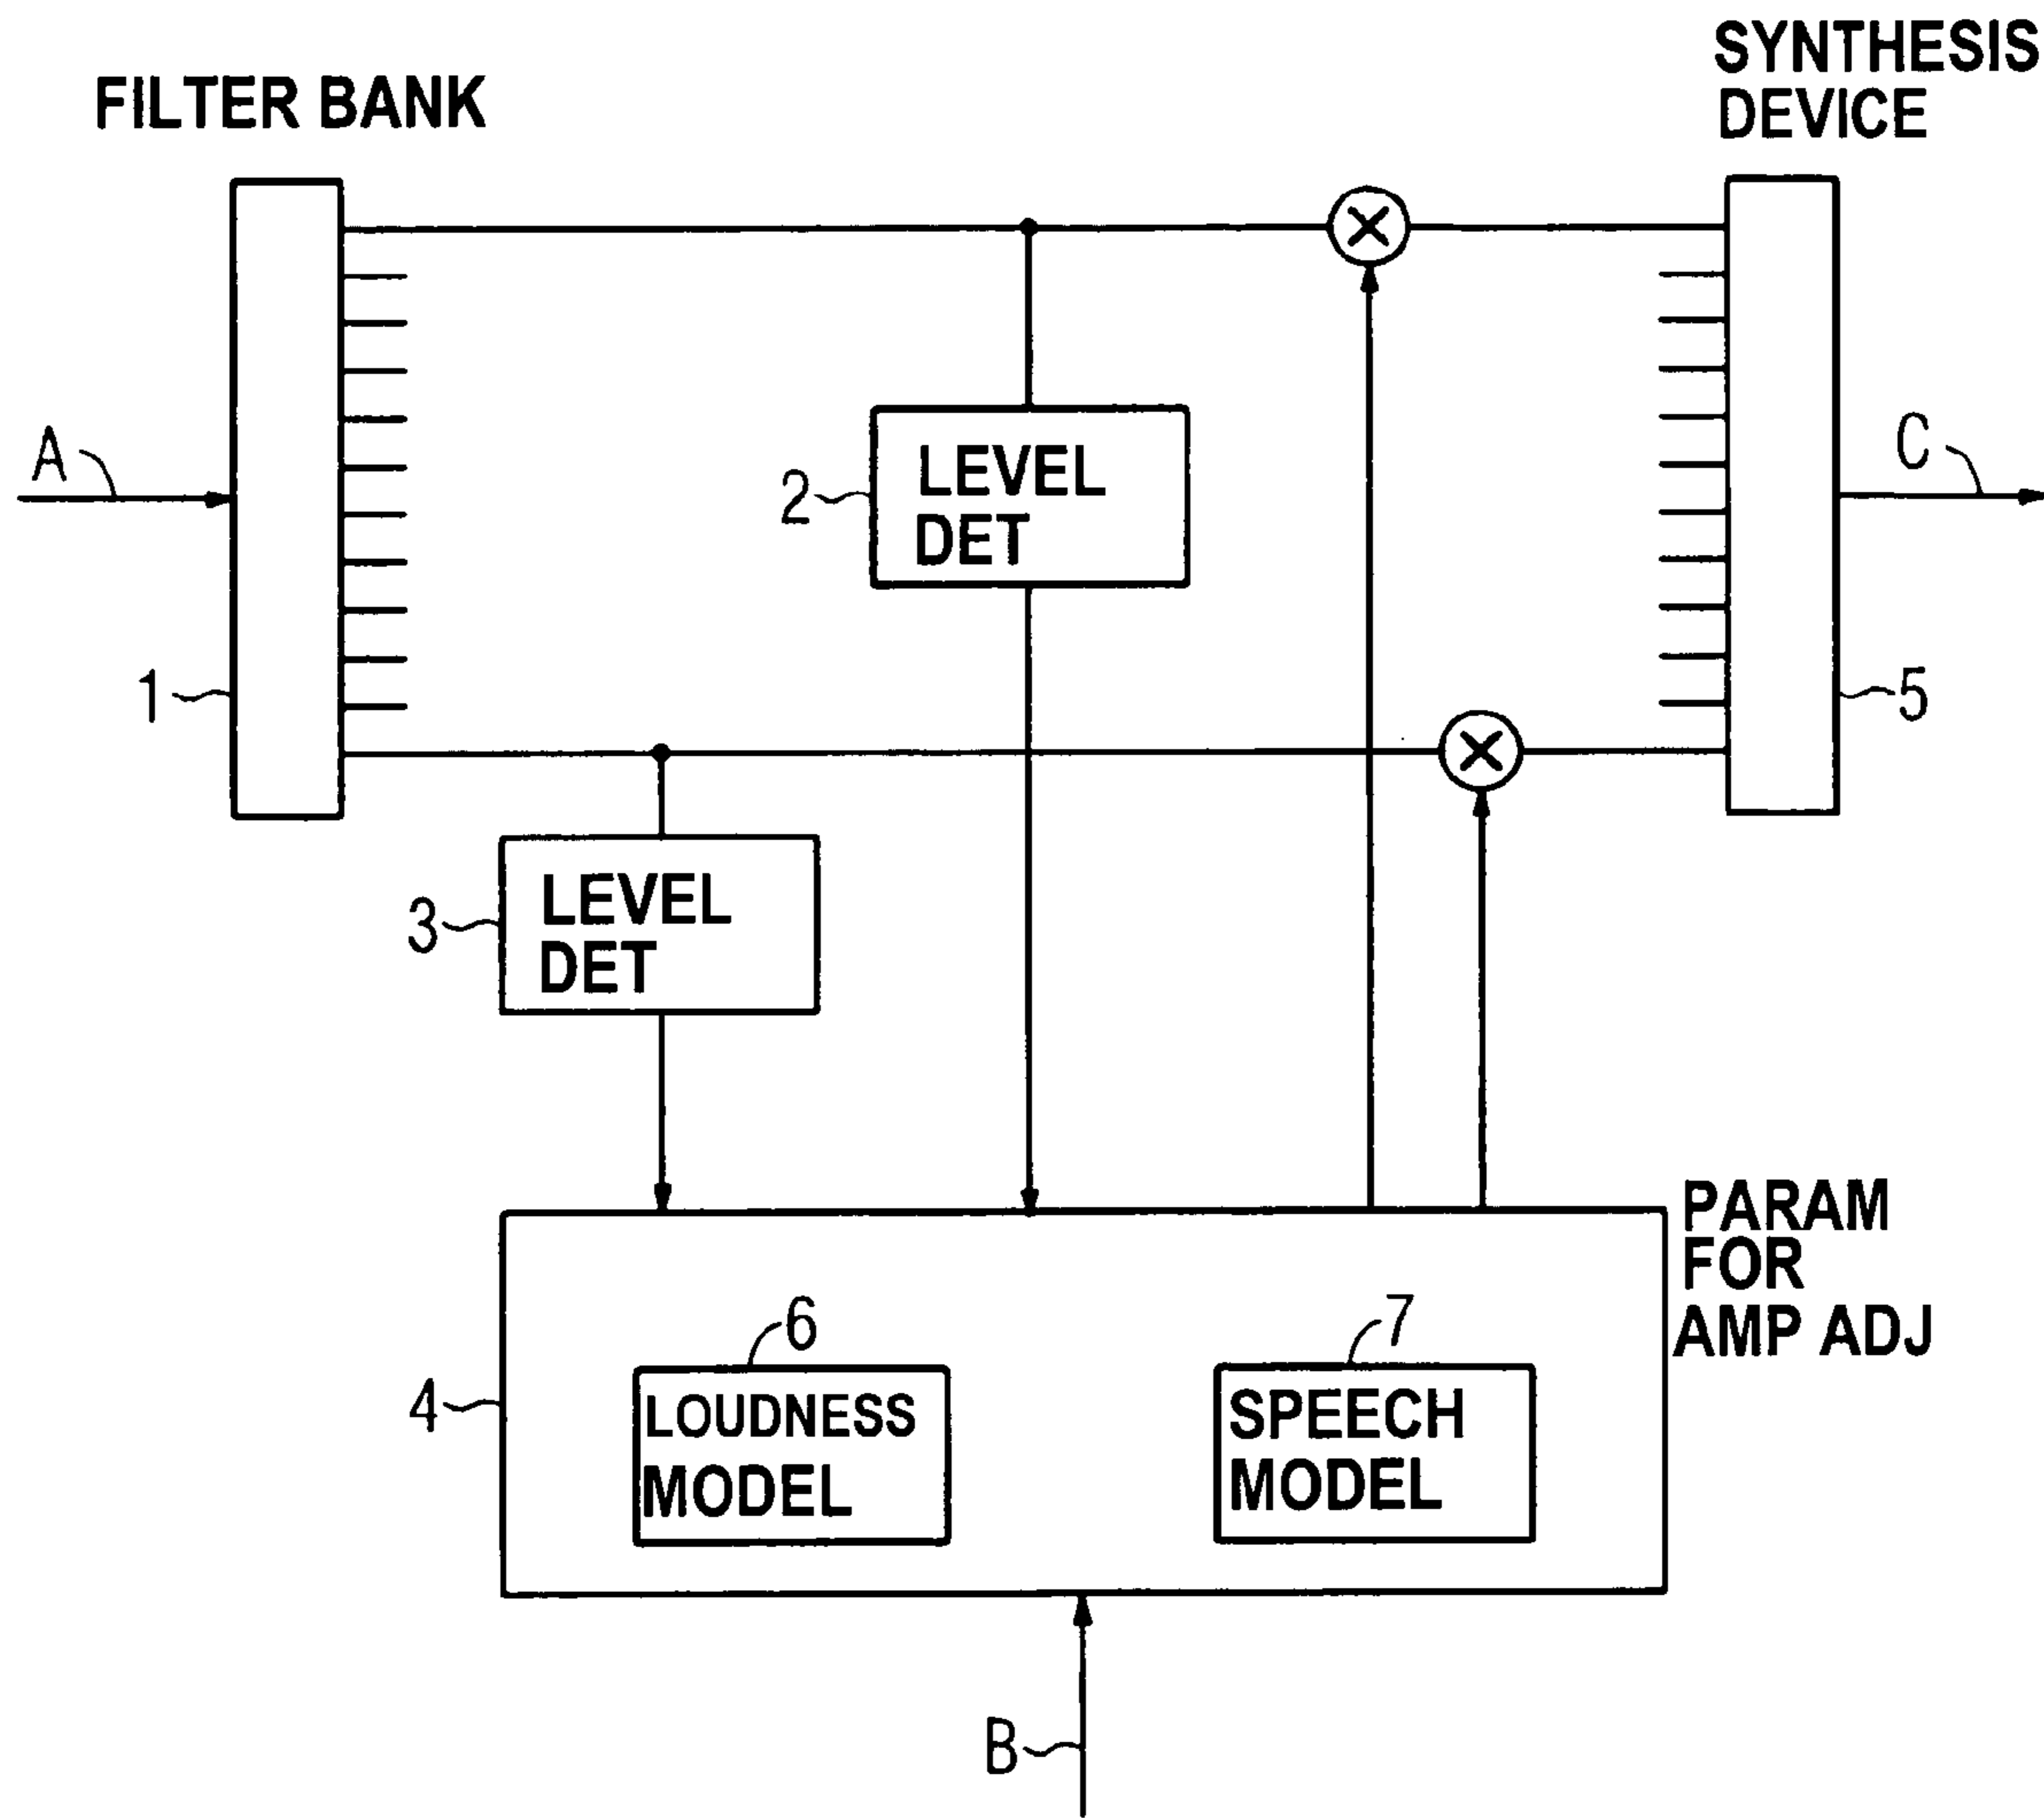 SYNTHESIS
DEVICE
FILTER BANK
A
C
2
LEVEL
DET
1
5
3
LEVEL
DET
PARAM
FOR
AMP ADJ
4
6
LOUDNESS
MODEL
7
SPEECH
MODEL
B